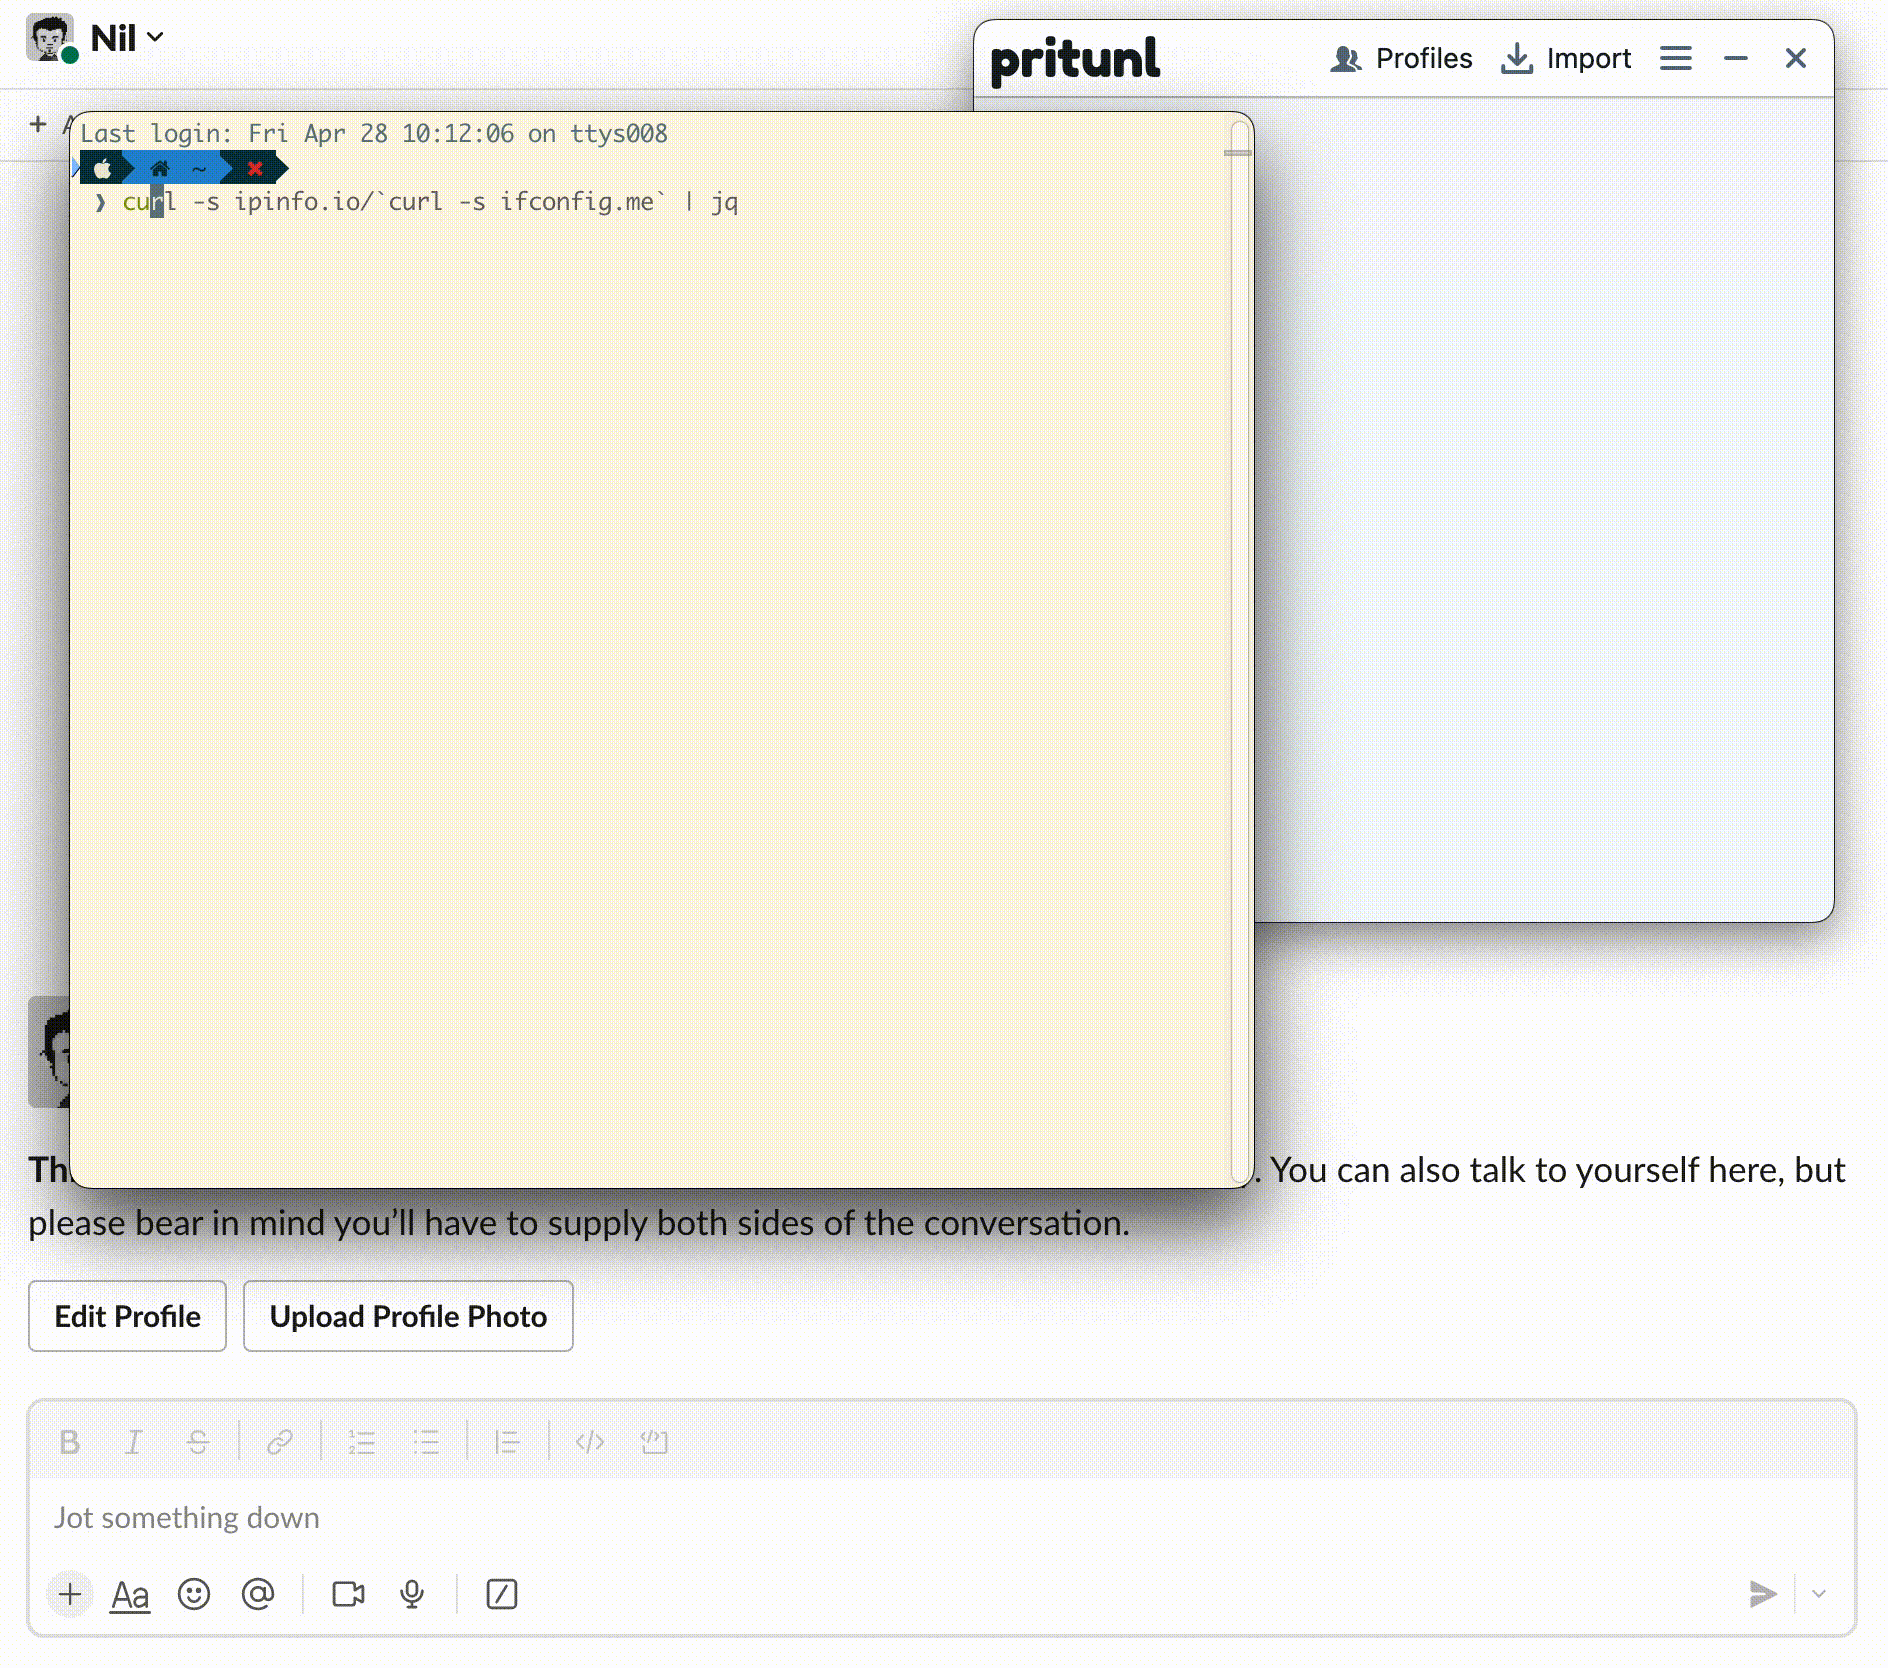 Nil
pritunl
Profiles
Import
Last login: Fri Apr 28 10:12:06 on ttys008
~
❯ curl -s ipinfo.io/`curl -s ifconfig.me` | jq
. You can also talk to yourself here, but
please bear in mind you’ll have to supply both sides of the conversation.
Edit Profile
Upload Profile Photo
Jot something down
Aa